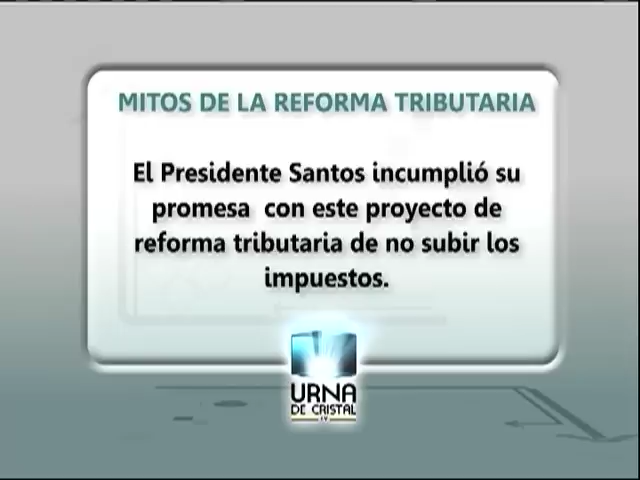 MITOS DE LA REFORMA TRIBUTARIA
El Presidente Santos incumplió su
promesa con este proyecto de
reforma tributaria de no subir los
impuestos.
URNA
DE CRISTAL
TV